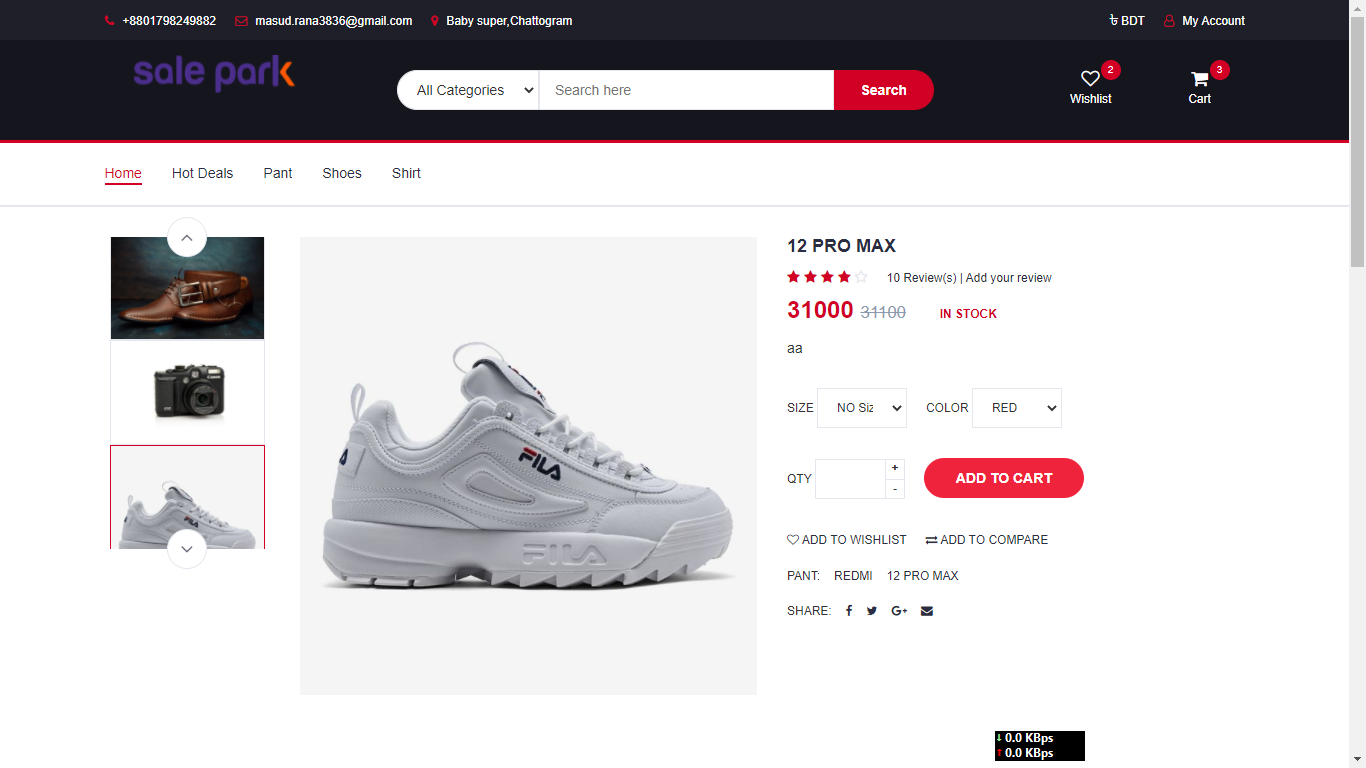 +8801798249882 masud.rana3836@gmail.com Baby super,Chattogram ৳ BDT My Account
sale park
All Categories Search here Search
2
Wishlist
3
Cart
Home Hot Deals Pant Shoes Shirt
12 PRO MAX
10 Review(s) | Add your review
31000 31100 IN STOCK
aa
SIZE NO Siz COLOR RED
QTY + - ADD TO CART
ADD TO WISHLIST ADD TO COMPARE
PANT: REDMI 12 PRO MAX
SHARE: f G+
Canon
FILA
FILA
↓ 0.0 KBps
↑ 0.0 KBps